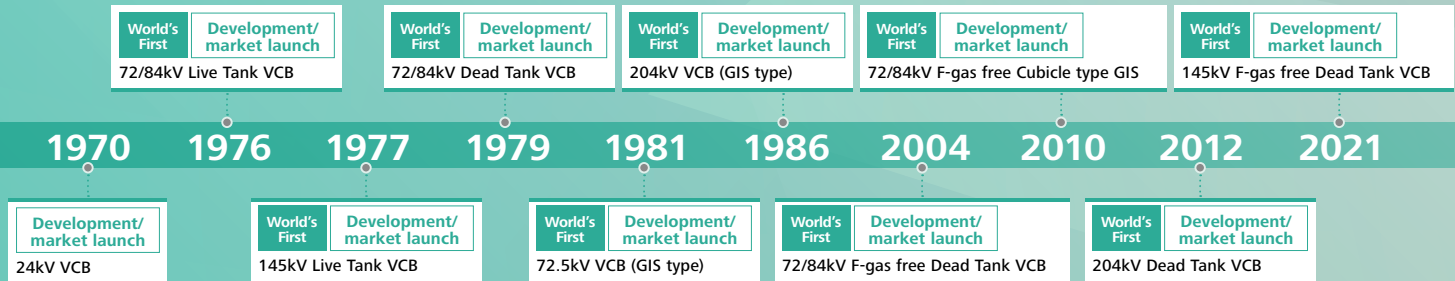 World's First
Development/ market launch
72/84kV Live Tank VCB
World's First
Development/ market launch
72/84kV Dead Tank VCB
World's First
Development/ market launch
204kV VCB (GIS type)
World's First
Development/ market launch
72/84kV F-gas free Cubicle type GIS
World's First
Development/ market launch
145kV F-gas free Dead Tank VCB
1970 1976 1977 1979 1981 1986 2004 2010 2012 2021
Development/ market launch
24kV VCB
World's First
Development/ market launch
145kV Live Tank VCB
World's First
Development/ market launch
72.5kV VCB (GIS type)
World's First
Development/ market launch
72/84kV F-gas free Dead Tank VCB
World's First
Development/ market launch
204kV Dead Tank VCB